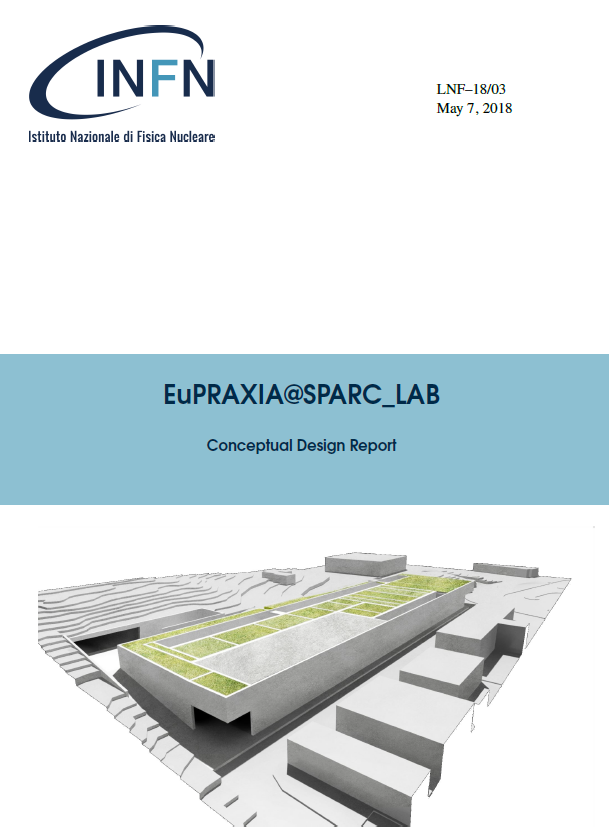 INFN
Istituto Nazionale di Fisica Nucleare
LNF–18/03
May 7, 2018
EuPRAXIA@SPARC_LAB
Conceptual Design Report